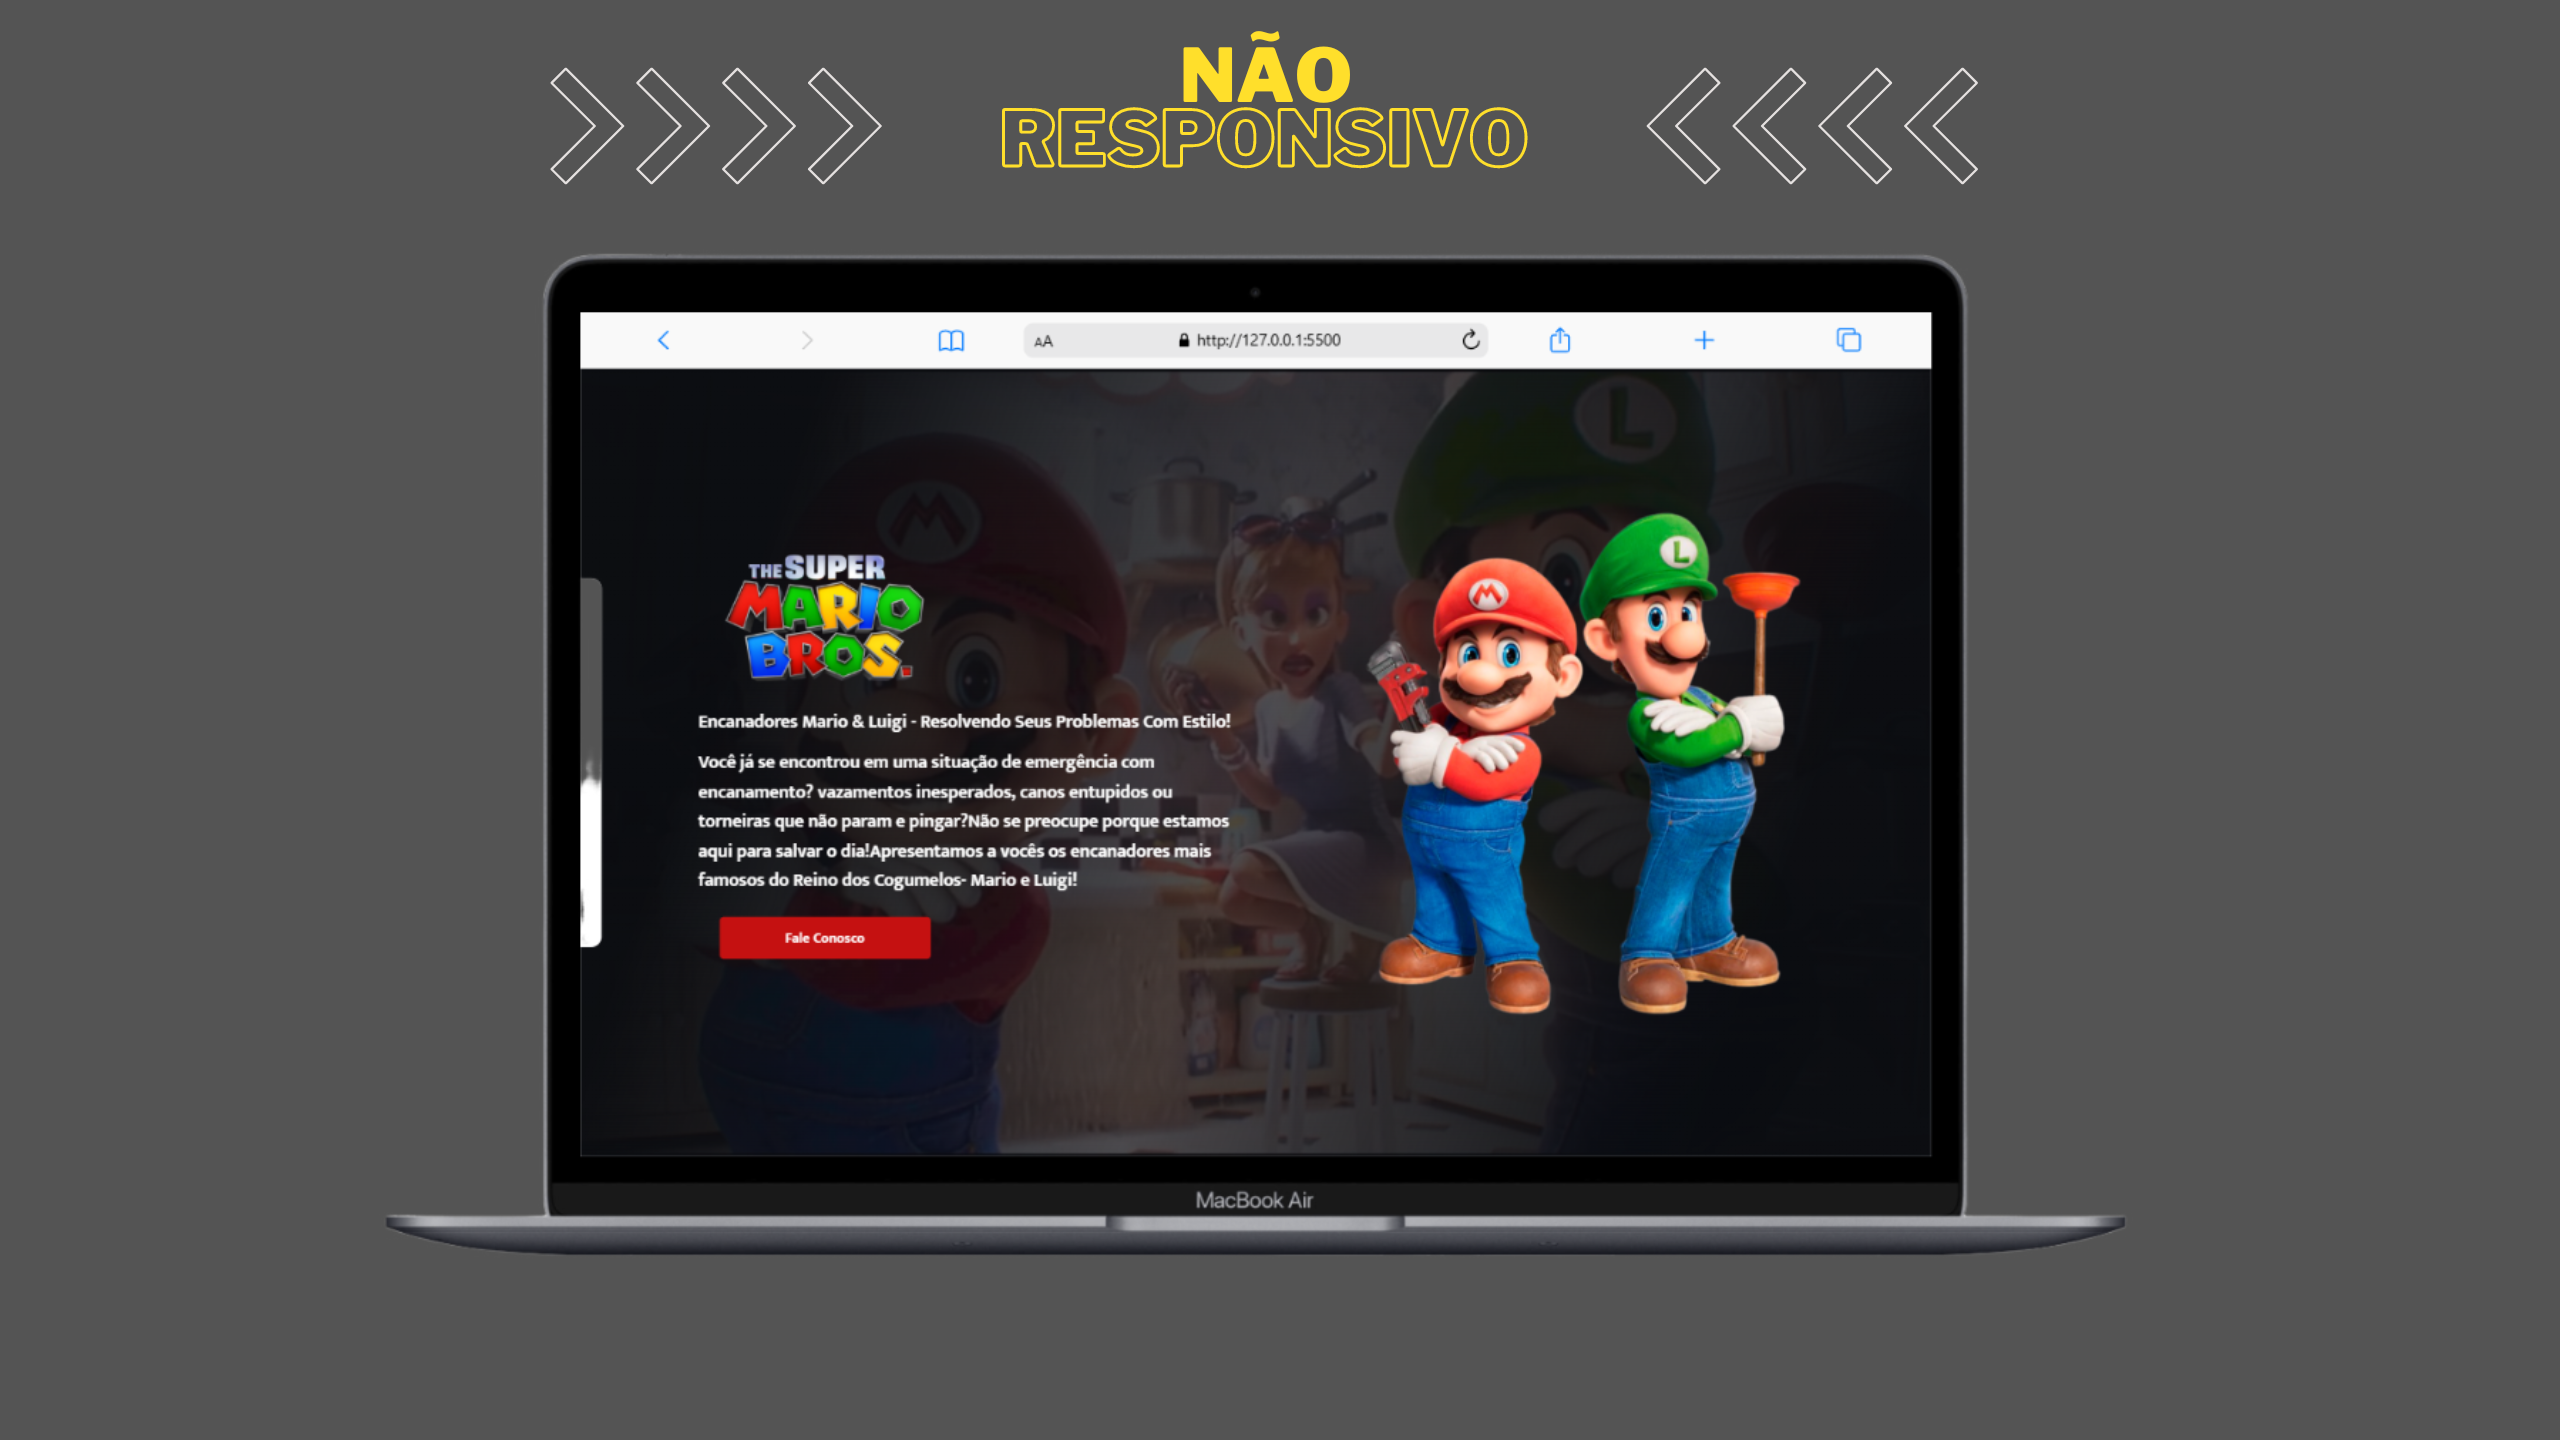 NÃO
RESPONSIVO
AA
http://127.0.0.1:5500
L
M
L
M
THE SUPER
MARIO
BROS.
Encanadores Mario & Luigi - Resolvendo Seus Problemas Com Estilo!
Você já se encontrou em uma situação de emergência com
encanamento? vazamentos inesperados, canos entupidos ou
torneiras que não param e pingar?Não se preocupe porque estamos
aqui para salvar o dia!Apresentamos a vocês os encanadores mais
famosos do Reino dos Cogumelos- Mario e Luigi!
Fale Conosco
MacBook Air